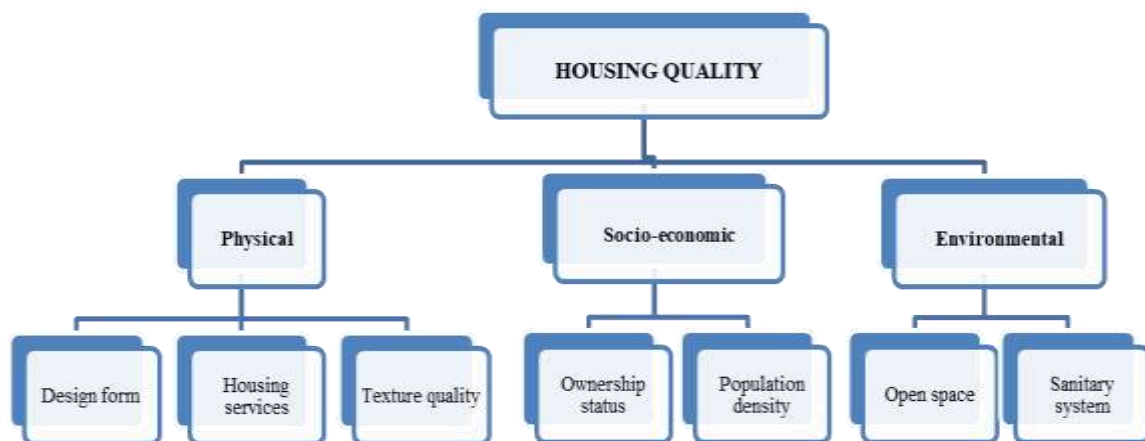 HOUSING QUALITY
Physical
Socio-economic
Environmental
Design form
Housing
services
Texture quality
Ownership
status
Population
density
Open space
Sanitary
system